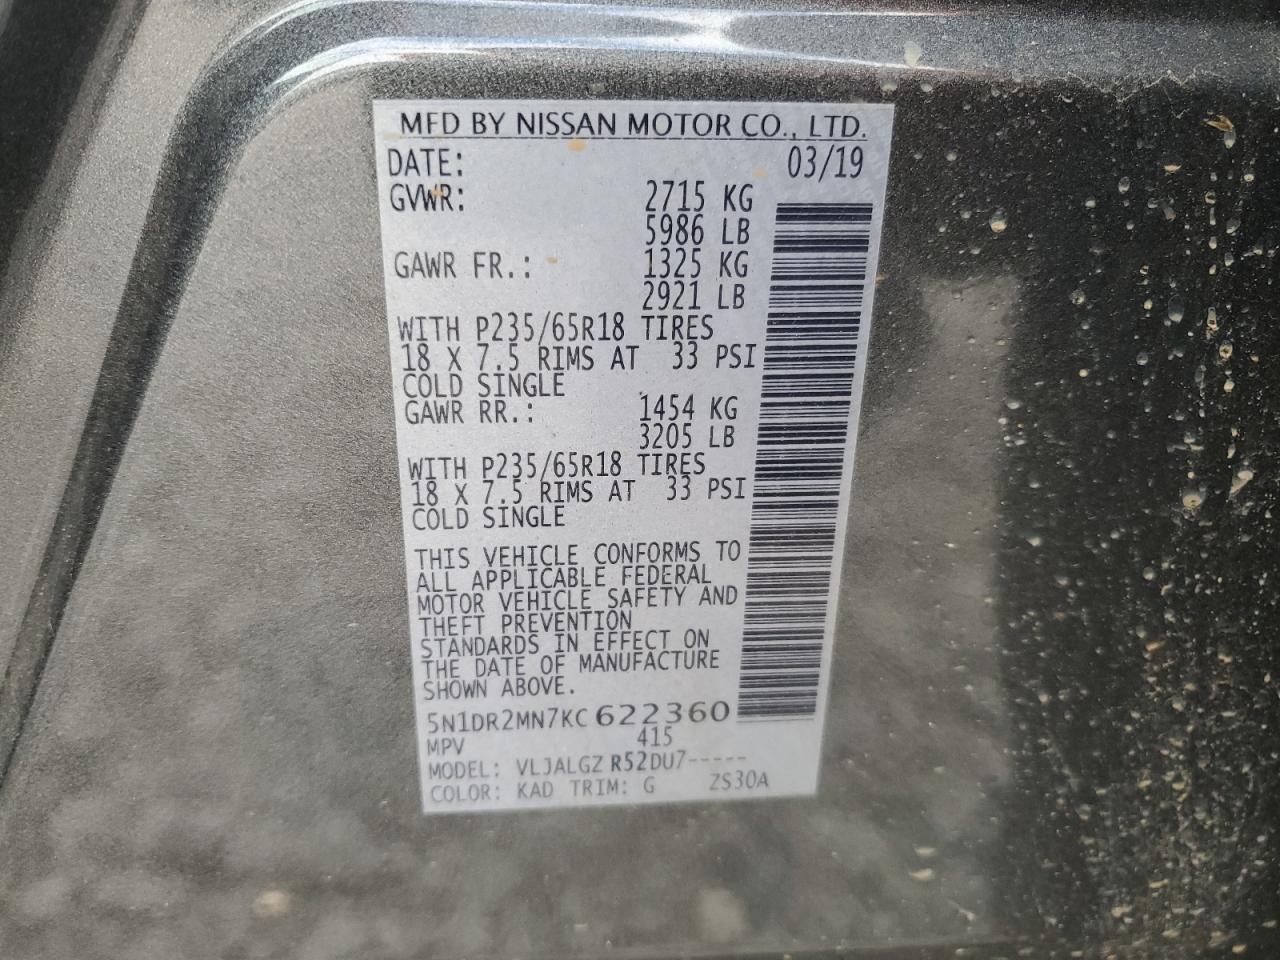 MFD BY NISSAN MOTOR CO., LTD.
DATE: 03/19
GVWR: 2715 KG
5986 LB
GAWR FR.: 1325 KG
2921 LB
WITH P235/65R18 TIRES
18 X 7.5 RIMS AT 33 PSI
COLD SINGLE
GAWR RR.: 1454 KG
3205 LB
WITH P235/65R18 TIRES
18 X 7.5 RIMS AT 33 PSI
COLD SINGLE
THIS VEHICLE CONFORMS TO
ALL APPLICABLE FEDERAL
MOTOR VEHICLE SAFETY AND
THEFT PREVENTION
STANDARDS IN EFFECT ON
THE DATE OF MANUFACTURE
SHOWN ABOVE.
5N1DR2MN7KC622360
MPV 415
MODEL: VLJALGZ R52DU7-----
COLOR: KAD TRIM: G ZS30A